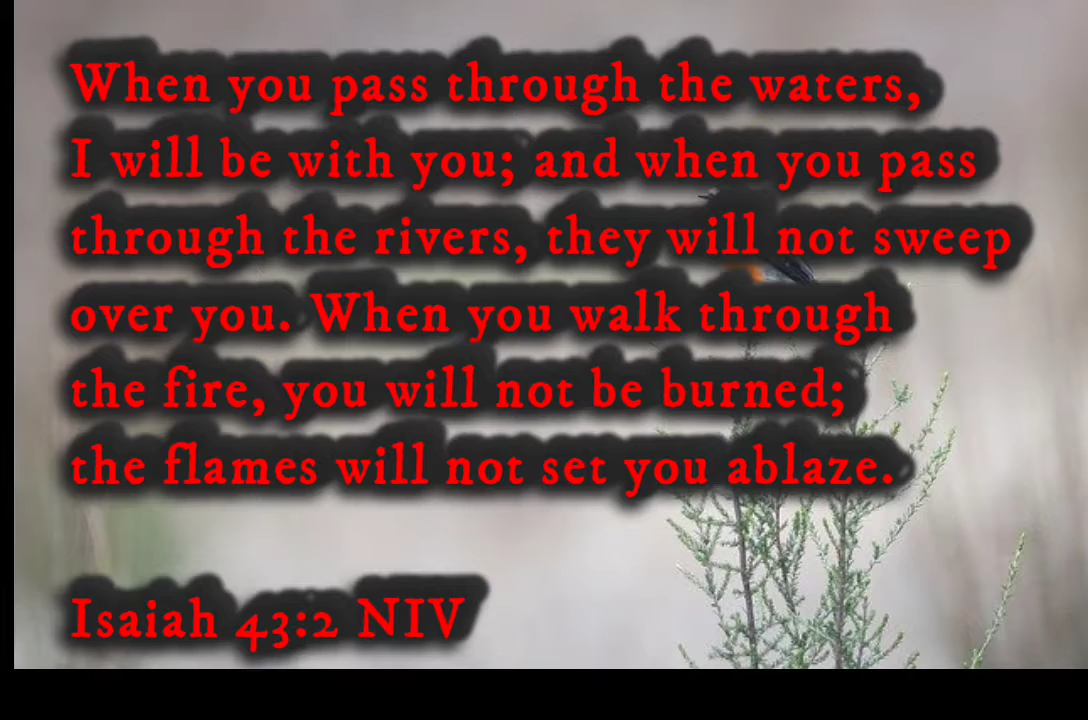 When you pass through the waters,
I will be with you; and when you pass
through the rivers, they will not sweep
over you. When you walk through
the fire, you will not be burned;
the flames will not set you ablaze.
Isaiah 43:2 NIV